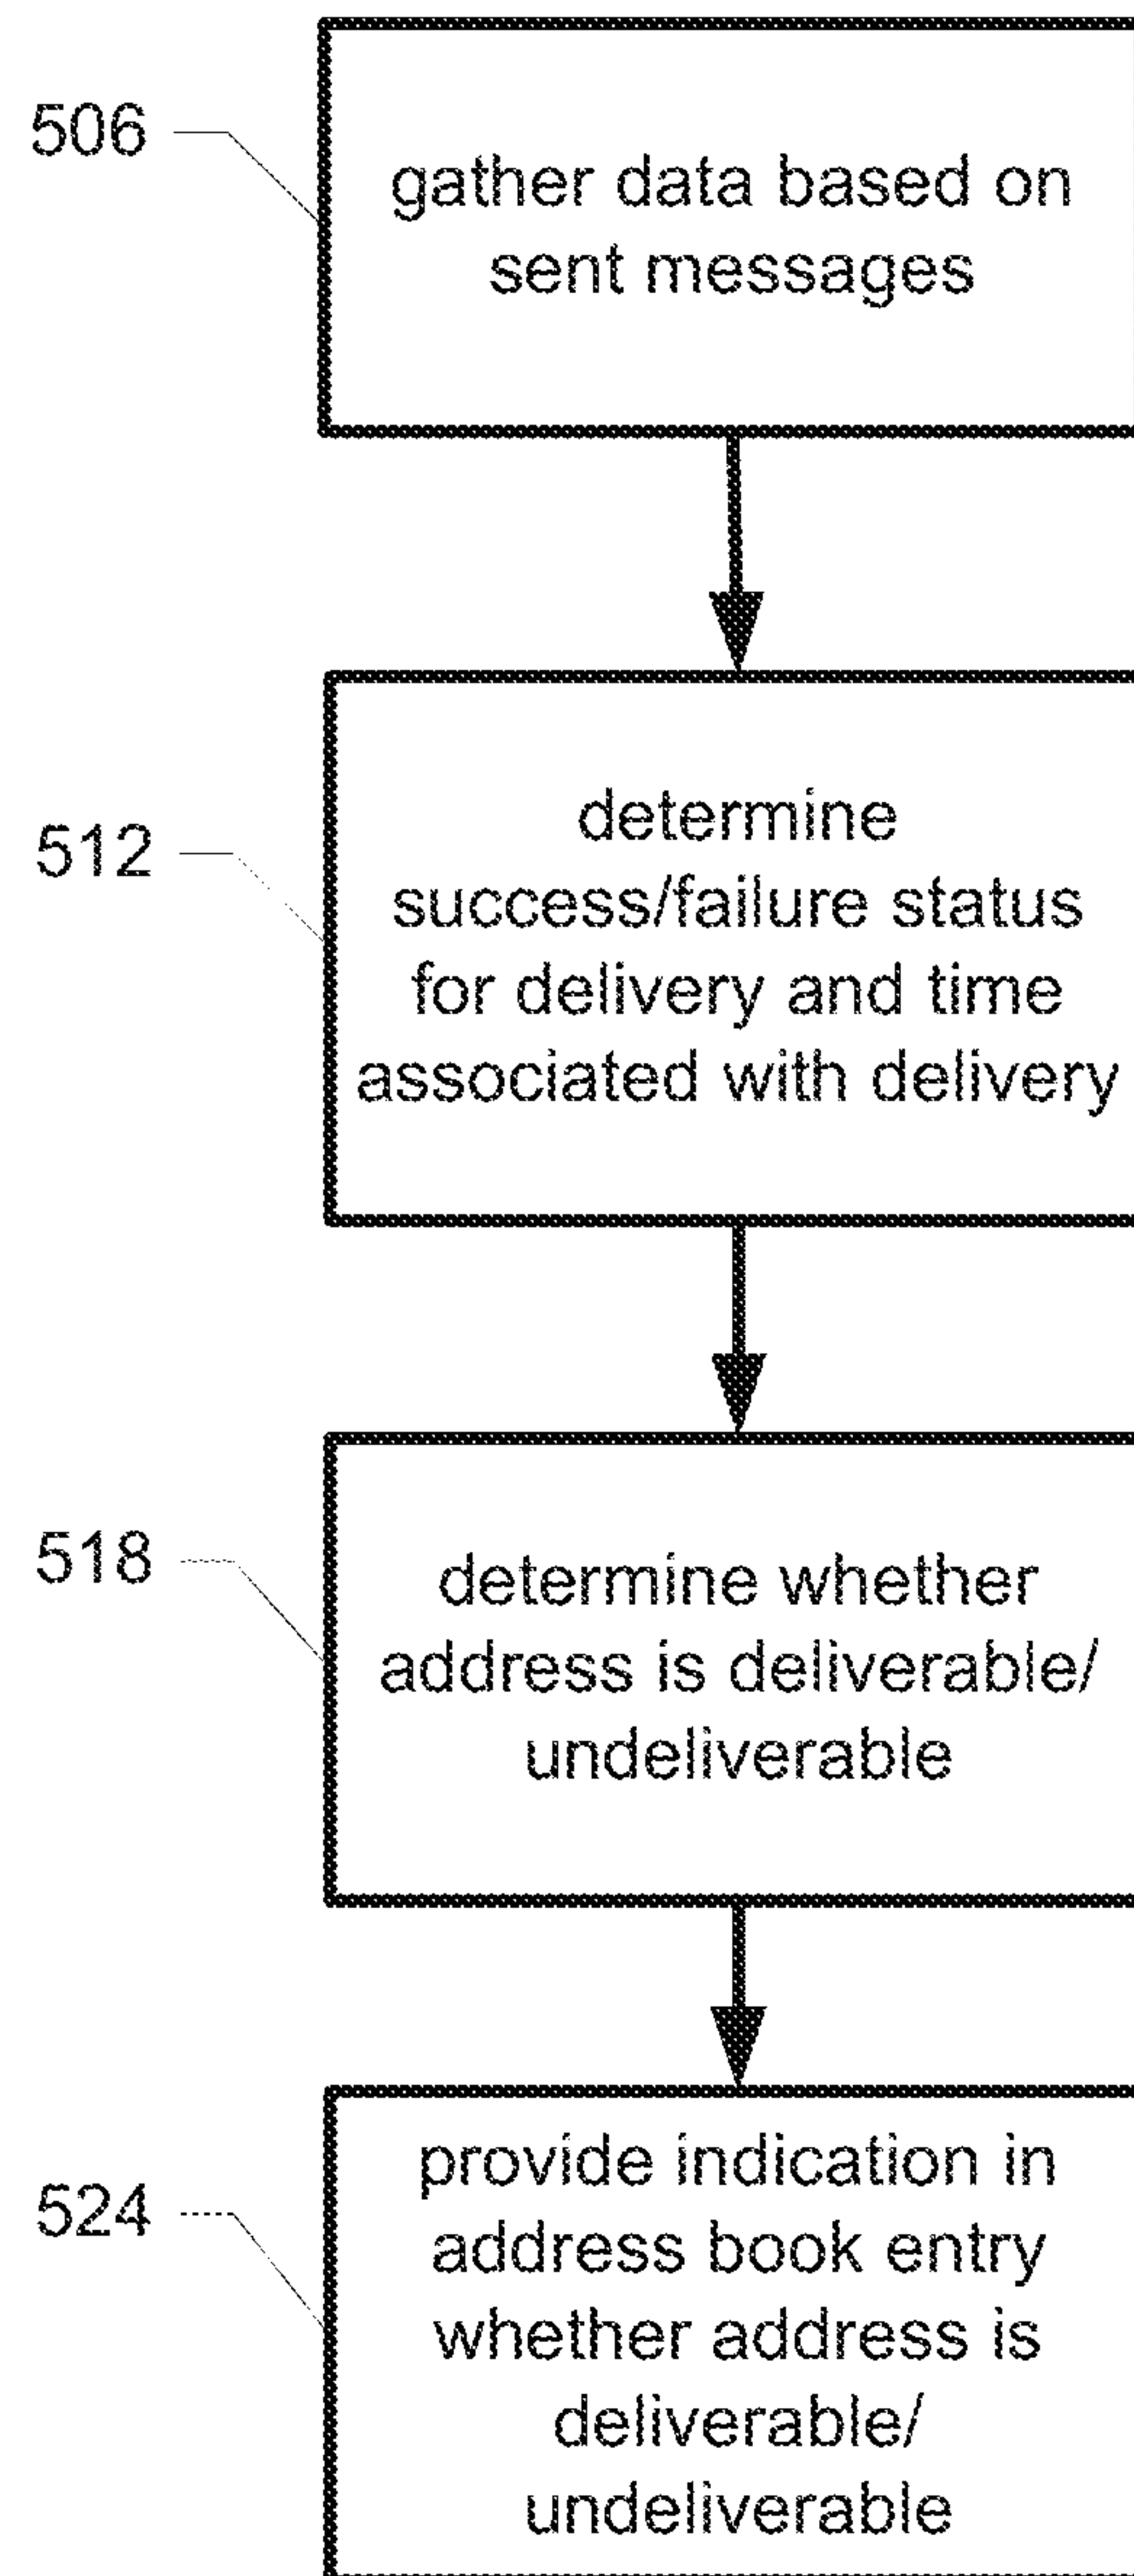 506
gather data based on
sent messages
512
determine
success/failure status
for delivery and time
associated with delivery
518
determine whether
address is deliverable/
undeliverable
524
provide indication in
address book entry
whether address is
deliverable/
undeliverable